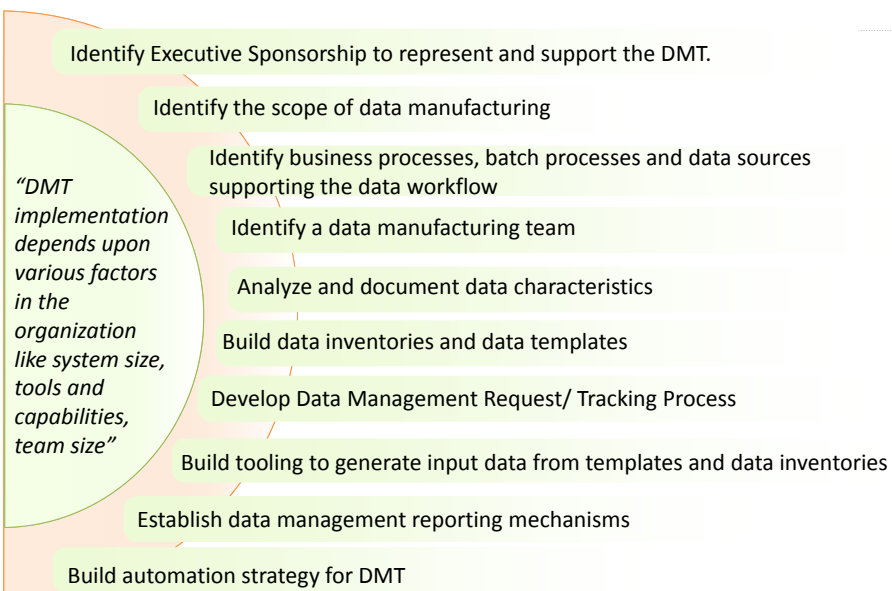 Identify Executive Sponsorship to represent and support the DMT.
Identify the scope of data manufacturing
Identify business processes, batch processes and data sources
supporting the data workflow
Identify a data manufacturing team
Analyze and document data characteristics
Build data inventories and data templates
Develop Data Management Request/ Tracking Process
Build tooling to generate input data from templates and data inventories
Establish data management reporting mechanisms
Build automation strategy for DMT
“DMT
implementation
depends upon
various factors
in the
organization
like system size,
tools and
capabilities,
team size”